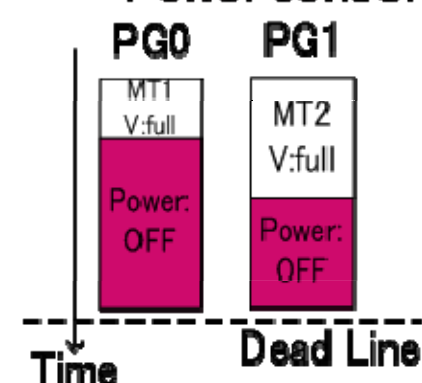 PG0 PG1
MT1
V:full
MT2
V:full
Power:
OFF
Power:
OFF
Dead Line
Time